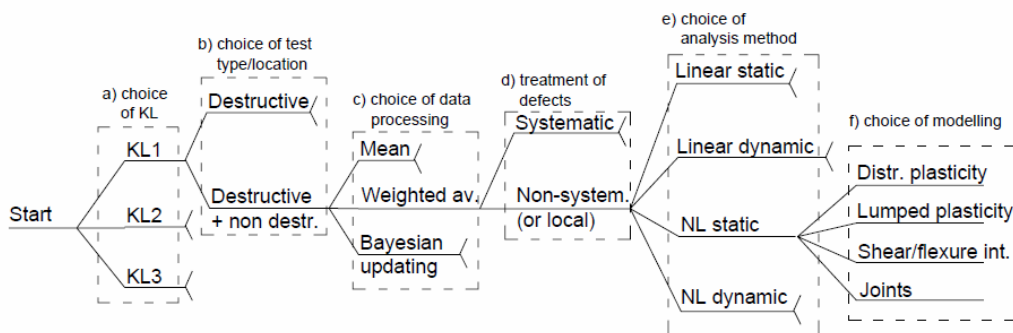 e) choice of
analysis method
b) choice of test
type/location
Linear static
a) choice
of KL
Destructive
c) choice of data
processing
d) treatment of
defects
Systematic
f) choice of modelling
KL1
Mean
Linear dynamic
Distr. plasticity
Start
KL2
Destructive
+ non destr.
Weighted av.
Non-system.
(or local)
NL static
Lumped plasticity
KL3
Bayesian
updating
Shear/flexure int.
NL dynamic
Joints